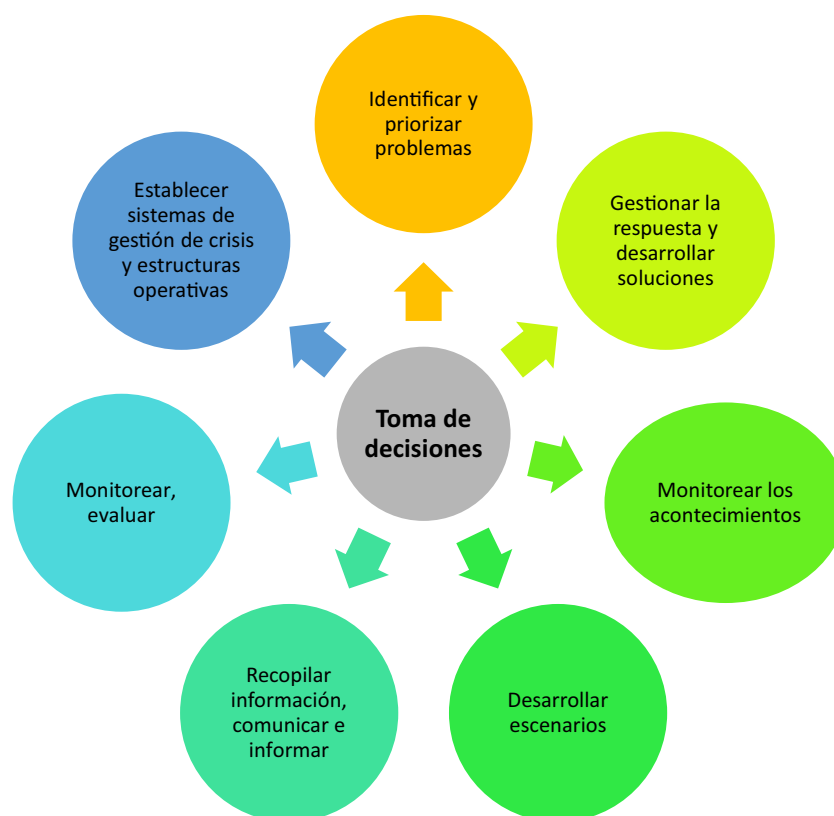 Identificar y
priorizar
problemas
Gestionar la
respuesta y
desarrollar
soluciones
Monitorear los
acontecimientos
Desarrollar
escenarios
Recopilar
información,
comunicar e
informar
Monitorear,
evaluar
Establecer
sistemas de
gestión de crisis
y estructuras
operativas
Toma de
decisiones